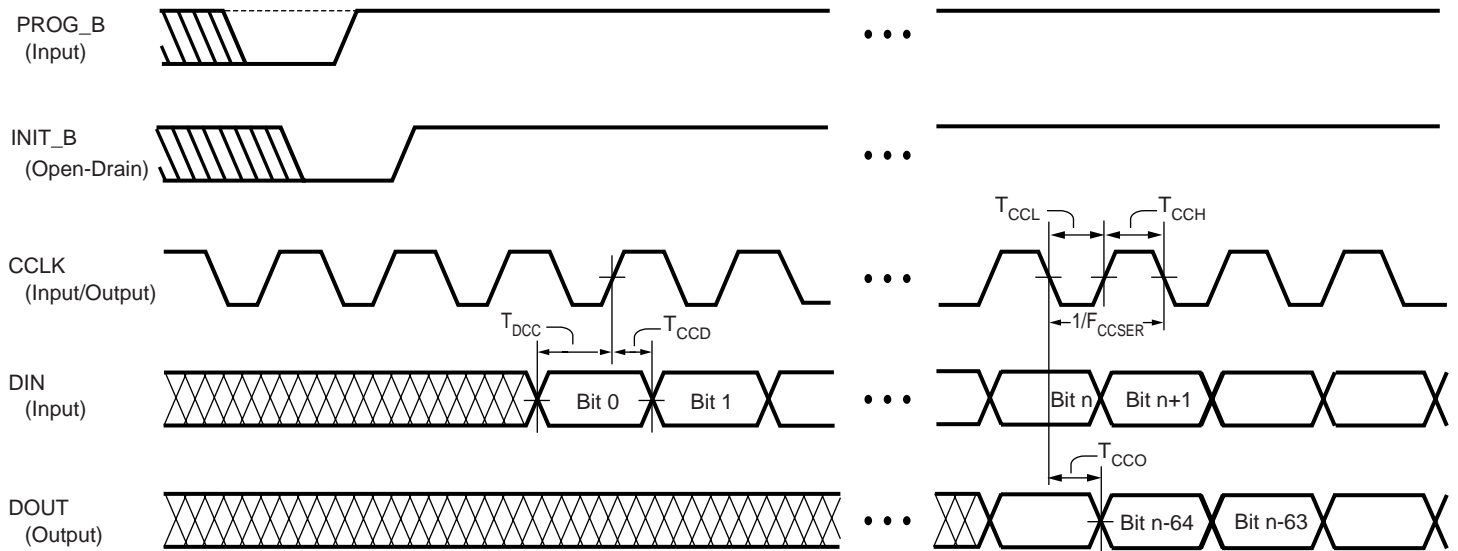 PROG_B
(Input)
INIT_B
(Open-Drain)
T_CCL
T_CCH
CCLK
(Input/Output)
1/F_CCSER
T_DCC
T_CCD
DIN
(Input)
Bit 0
Bit 1
Bit n
Bit n+1
T_CCO
DOUT
(Output)
Bit n-64
Bit n-63